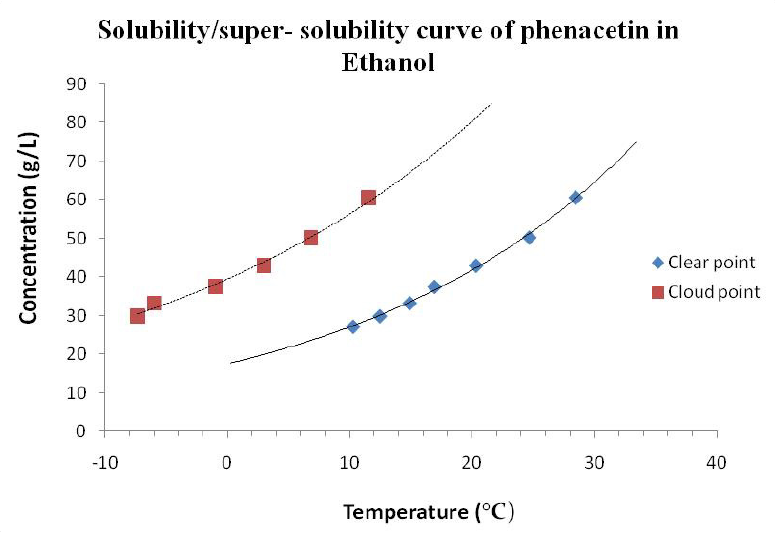 Solubility/super- solubility curve of phenacetin in
Ethanol
Concentration (g/L)
90
80
70
60
50
40
30
20
10
0
-10 0 10 20 30 40
Temperature (°C)
Clear point
Cloud point